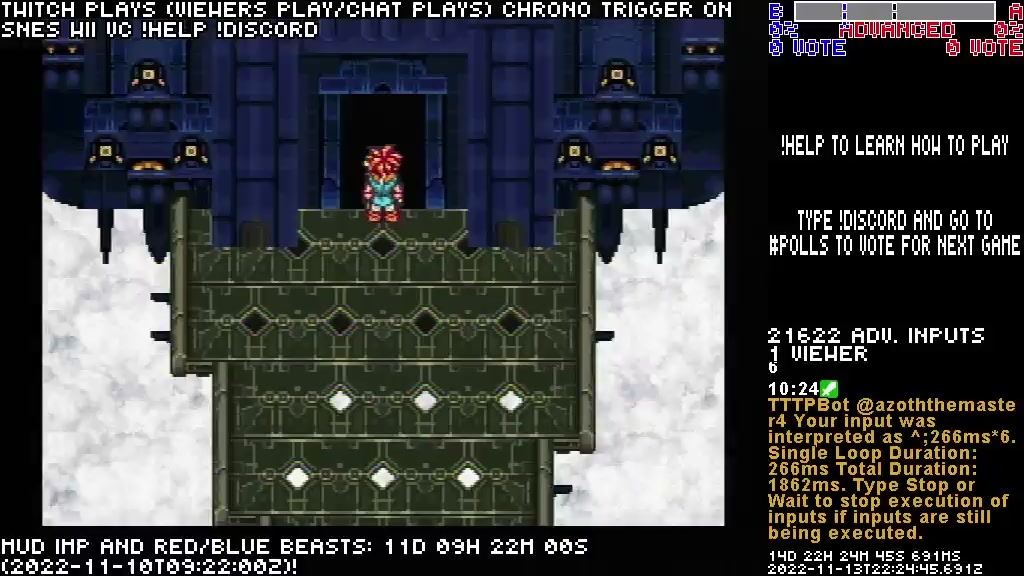 TWITCH PLAYS (VIEWERS PLAY/CHAT PLAYS) CHRONO TRIGGER ON
SNES WII VC !HELP !DISCORD
B A
0% ADVANCED 0%
0 VOTE 0 VOTE
!HELP TO LEARN HOW TO PLAY
TYPE !DISCORD AND GO TO
#POLLS TO VOTE FOR NEXT GAME
21622 ADV. INPUTS
1 VIEWER
6
10:24
TTTPBot @azoththemaste
r4 Your input was
interpreted as ^;266ms*6.
Single Loop Duration:
266ms Total Duration:
1862ms. Type Stop or
Wait to stop execution of
inputs if inputs are still
being executed.
MUD IMP AND RED/BLUE BEASTS: 11D 09H 22M 00S
(2022-11-10T09:22:00Z)!
14D 22H 24M 45S 691MS
2022-11-13T22:24:45.691Z